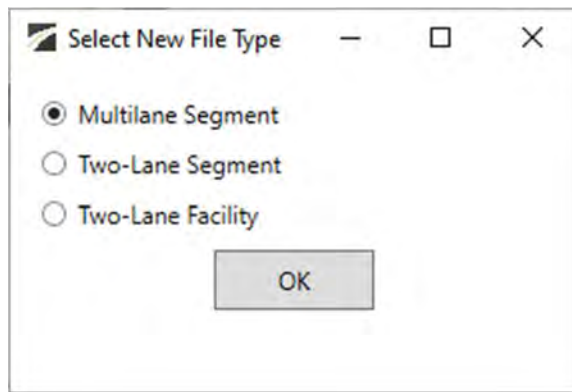 Select New File Type
Multilane Segment
Two-Lane Segment
Two-Lane Facility
OK